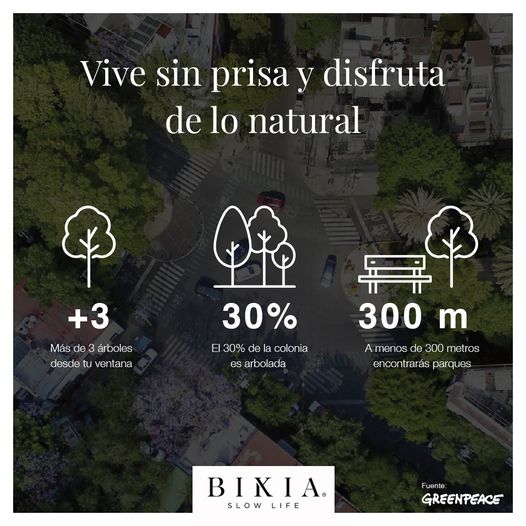 Vive sin prisa y disfruta
de lo natural
+3
Más de 3 árboles
desde tu ventana
30%
El 30% de la colonia
es arbolada
300 m
A menos de 300 metros
encontrarás parques
BIKIA®
SLOW LIFE
Fuente:
GREENPEACE